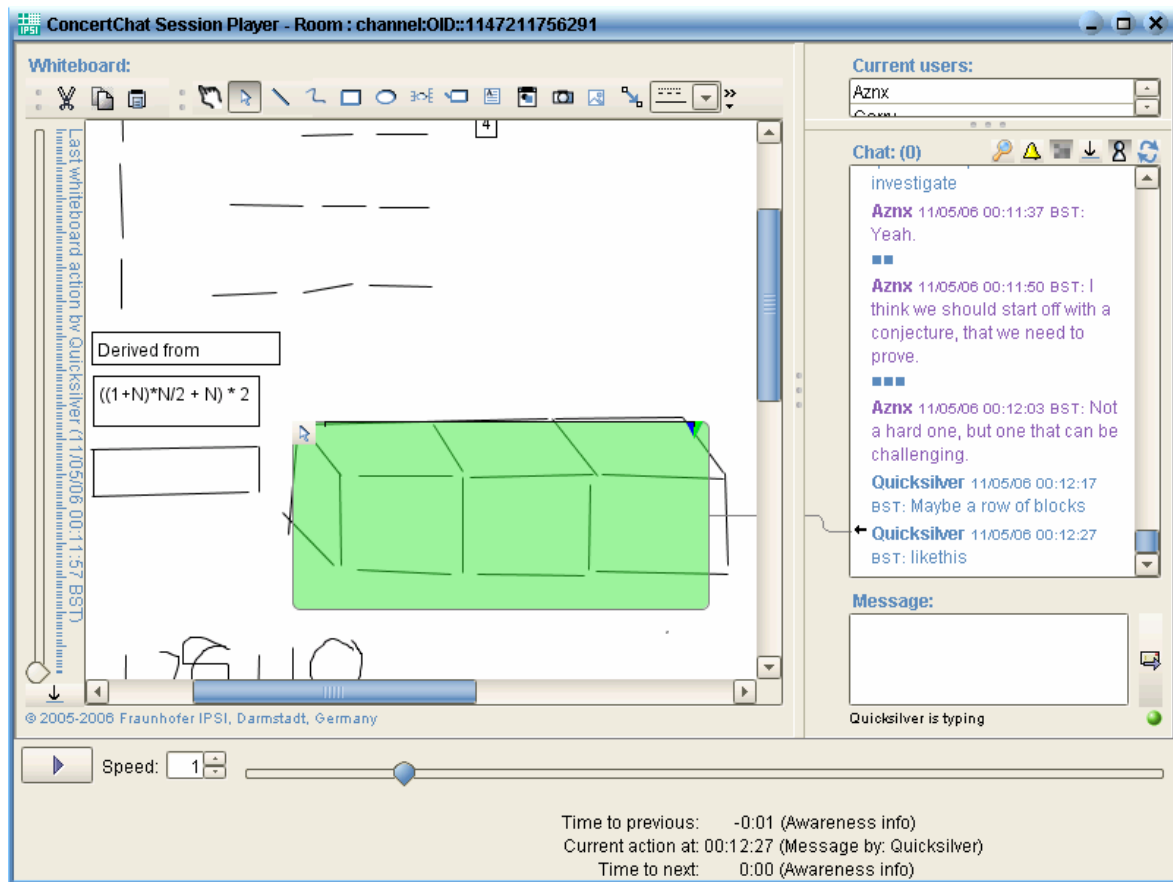 IPSI
ConcertChat Session Player - Room : channel:OID::1147211756291
Whiteboard:
Last whiteboard action by Quicksilver (11/05/06 00:11:57 BST)
4
Derived from
((1+N)*N/2 + N) * 2
© 2005-2006 Fraunhofer IPSI, Darmstadt, Germany
Current users:
Aznx
Chat: (0)
investigate
Aznx 11/05/06 00:11:37 BST:
Yeah.
Aznx 11/05/06 00:11:50 BST: I
think we should start off with a
conjecture, that we need to
prove.
Aznx 11/05/06 00:12:03 BST: Not
a hard one, but one that can be
challenging.
Quicksilver 11/05/06 00:12:17
BST: Maybe a row of blocks
Quicksilver 11/05/06 00:12:27
BST: likethis
Message:
Quicksilver is typing
Speed: 1
Time to previous: -0:01 (Awareness info)
Current action at: 00:12:27 (Message by: Quicksilver)
Time to next: 0:00 (Awareness info)